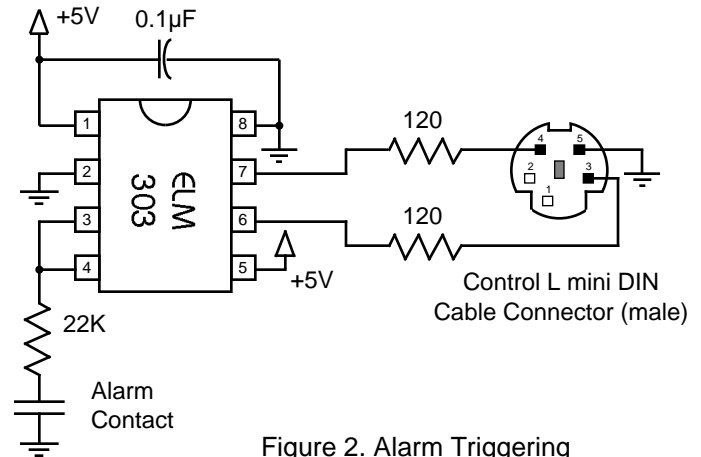 +5V
0.1µF
1
8
2
7
3
6
4
5
ELM
303
+5V
120
120
4
5
2
3
1
22K
Alarm
Contact
Control L mini DIN
Cable Connector (male)
Figure 2. Alarm Triggering